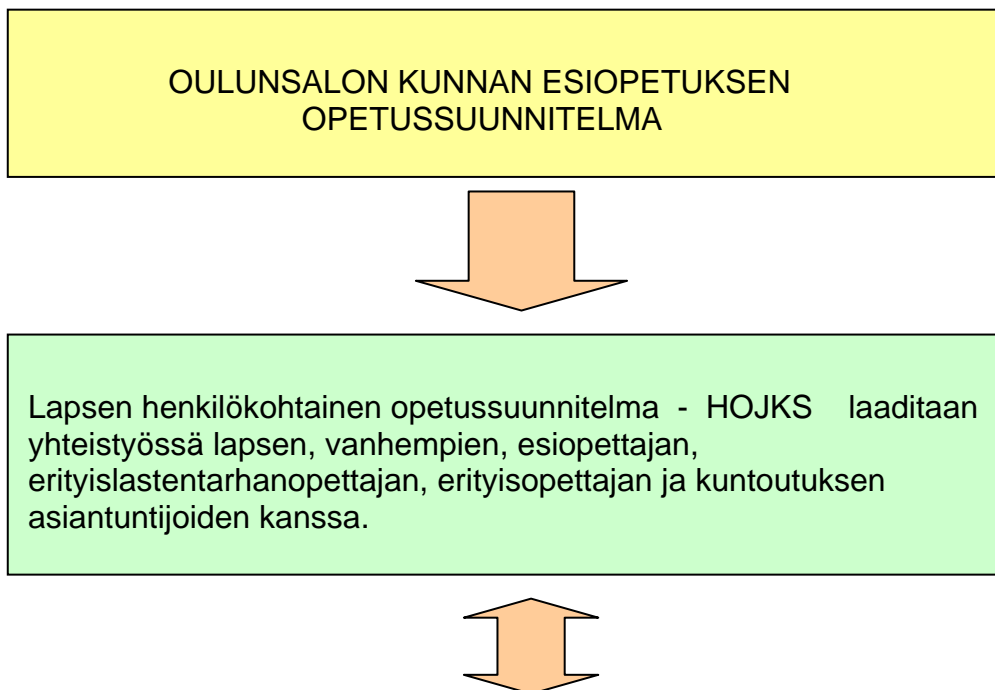 OULUNSALON KUNNAN ESIOPETUKSEN
OPETUSSUUNNITELMA
Lapsen henkilökohtainen opetussuunnitelma - HOJKS laaditaan
yhteistyössä lapsen, vanhempien, esiopettajan,
erityislastentarhanopettajan, erityisopettajan ja kuntoutuksen
asiantuntijoiden kanssa.